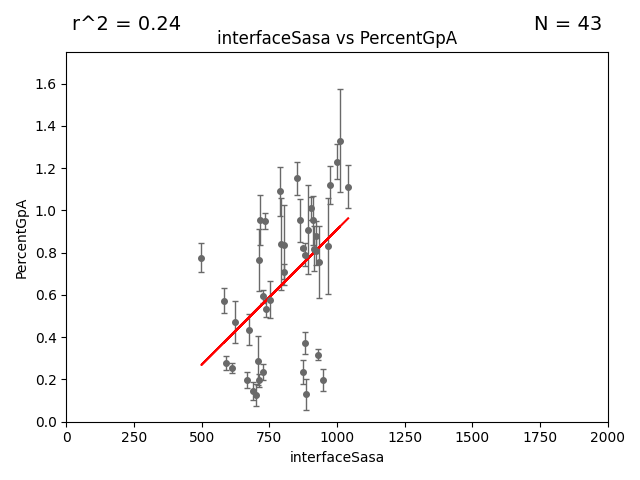 r^2 = 0.24
N = 43
interfaceSasa vs PercentGpA
PercentGpA
1.6
1.4
1.2
1.0
0.8
0.6
0.4
0.2
0.0
0 250 500 750 1000 1250 1500 1750 2000
interfaceSasa